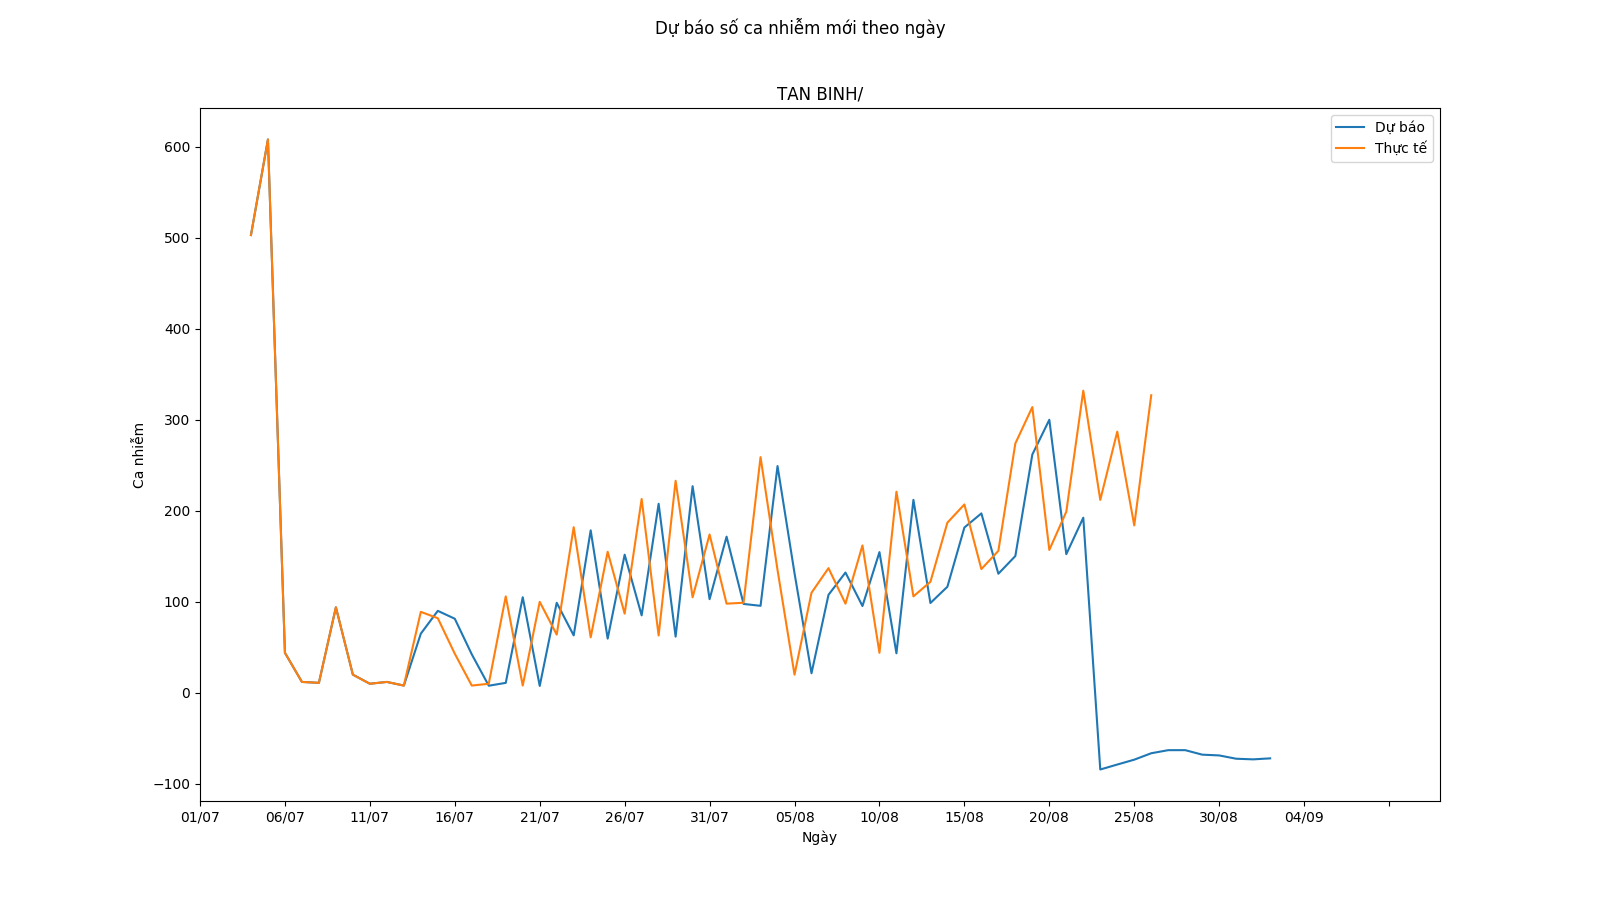 Dự báo số ca nhiễm mới theo ngày
TAN BINH/
Dự báo
Thực tế
600
500
400
300
200
100
0
−100
Ca nhiễm
01/07 06/07 11/07 16/07 21/07 26/07 31/07 05/08 10/08 15/08 20/08 25/08 30/08 04/09
Ngày